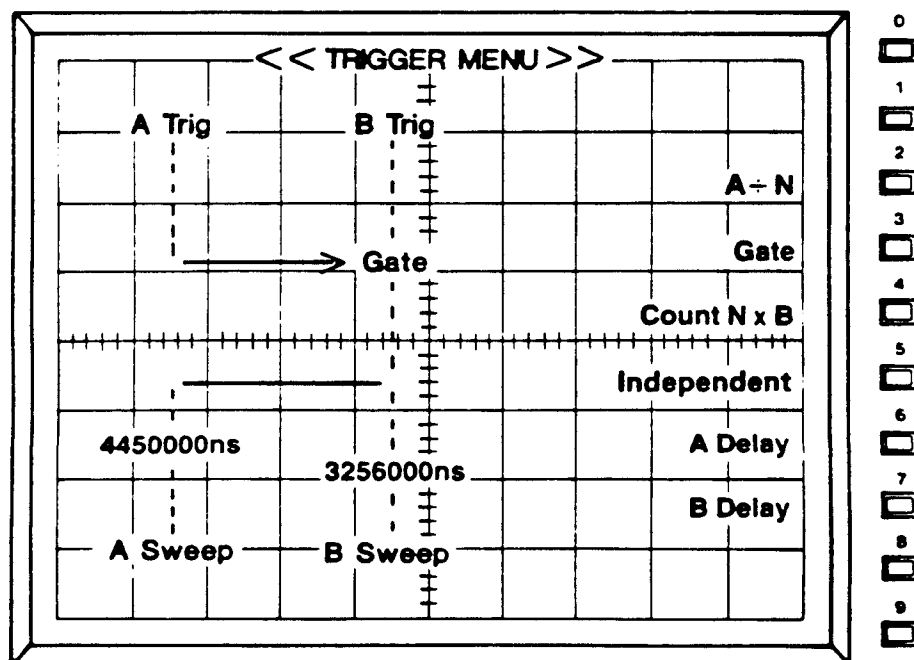 << TRIGGER MENU >>
0
1
A Trig B Trig
2
A ÷ N
3
Gate Gate
4
Count N x B
5
Independent
6
4450000ns A Delay
3256000ns
7
B Delay
8
A Sweep B Sweep
9